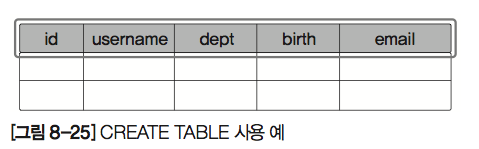 id username dept birth email
[그림 8-25] CREATE TABLE 사용 예